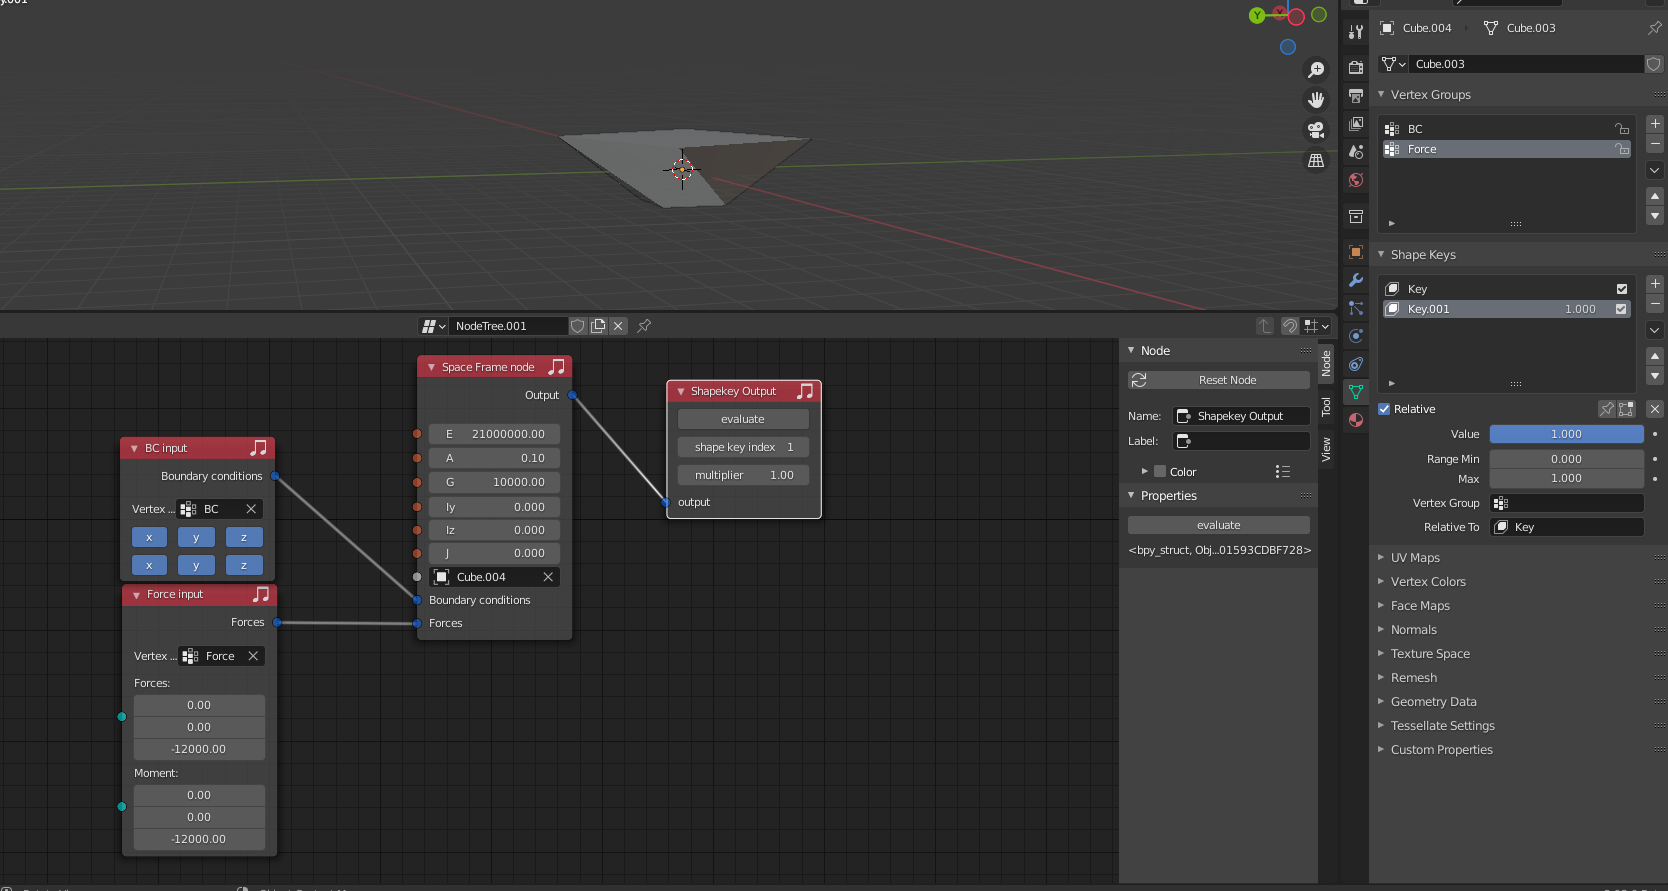 y.001
Y
X
Cube.004
Cube.003
Cube.003
Vertex Groups
BC
Force
Shape Keys
Key
Key.001 1.000
Relative
Value 1.000
Range Min 0.000
Max 1.000
Vertex Group
Relative To Key
UV Maps
Vertex Colors
Face Maps
Normals
Texture Space
Remesh
Geometry Data
Tessellate Settings
Custom Properties
NodeTree.001
BC input
Boundary conditions
Vertex ... BC
x y z
x y z
Force input
Forces
Vertex ... Force
Forces:
0.00
0.00
-12000.00
Moment:
0.00
0.00
-12000.00
Space Frame node
Output
E 21000000.00
A 0.10
G 10000.00
Iy 0.000
Iz 0.000
J 0.000
Cube.004
Boundary conditions
Forces
Shapekey Output
evaluate
shape key index 1
multiplier 1.00
output
Node
Reset Node
Name: Shapekey Output
Label:
Color
Properties
evaluate
<bpy_struct, Obj...01593CDBF728>
Node
Tool
View